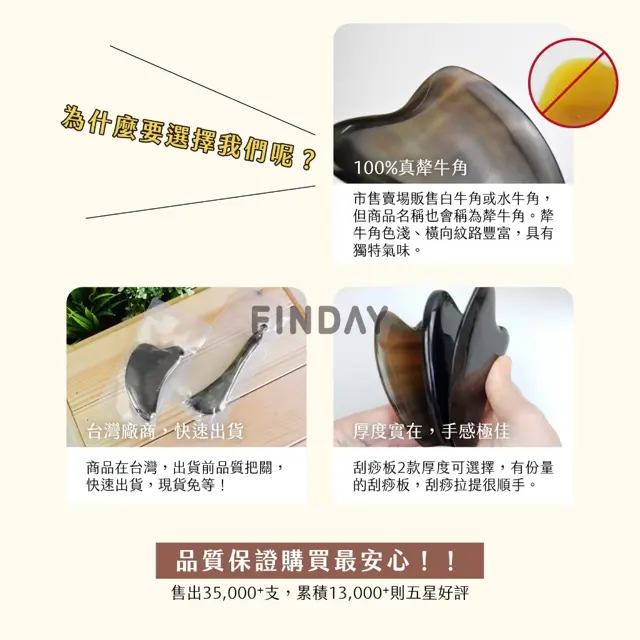 為什麼要選擇我們呢？
100%真犛牛角
市售賣場販售白牛角或水牛角，
但商品名稱也會稱為犛牛角。犛
牛角色淺、橫向紋路豐富，具有
獨特氣味。
FINDAY
台灣廠商，快速出貨
商品在台灣，出貨前品質把關，
快速出貨，現貨免等！
厚度實在，手感極佳
刮痧板2款厚度可選擇，有份量
的刮痧板，刮痧拉提很順手。
品質保證購買最安心！！
售出35,000⁺支，累積13,000⁺則五星好評